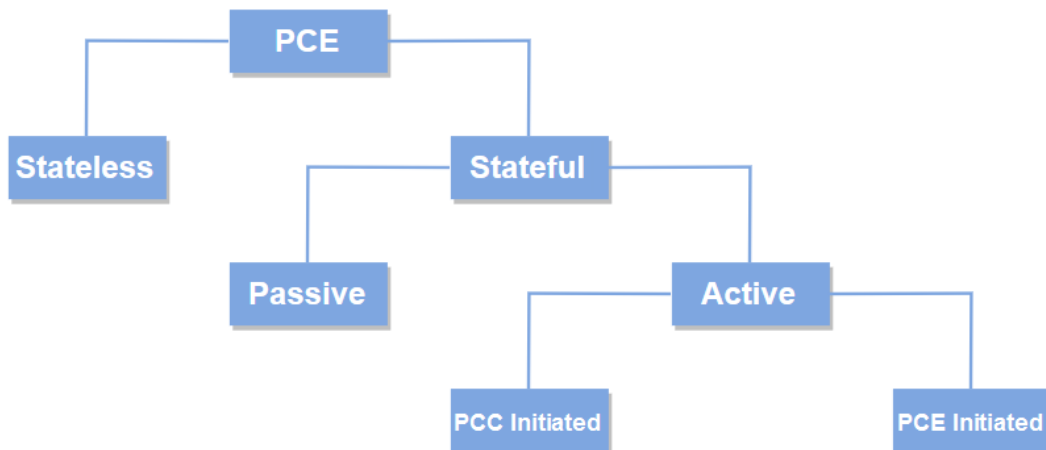 PCE
Stateless
Stateful
Passive
Active
PCC Initiated
PCE Initiated